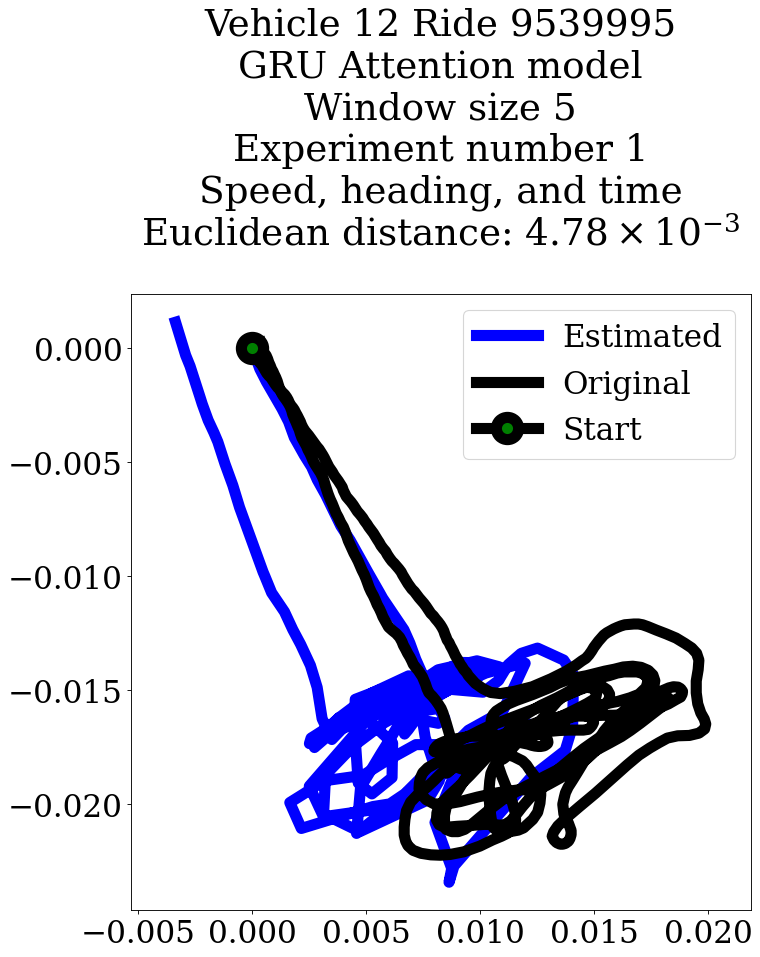 Vehicle 12 Ride 9539995
GRU Attention model
Window size 5
Experiment number 1
Speed, heading, and time
Euclidean distance: 4.78 × 10⁻³
Estimated
Original
Start
0.000
−0.005
−0.010
−0.015
−0.020
−0.005 0.000 0.005 0.010 0.015 0.020